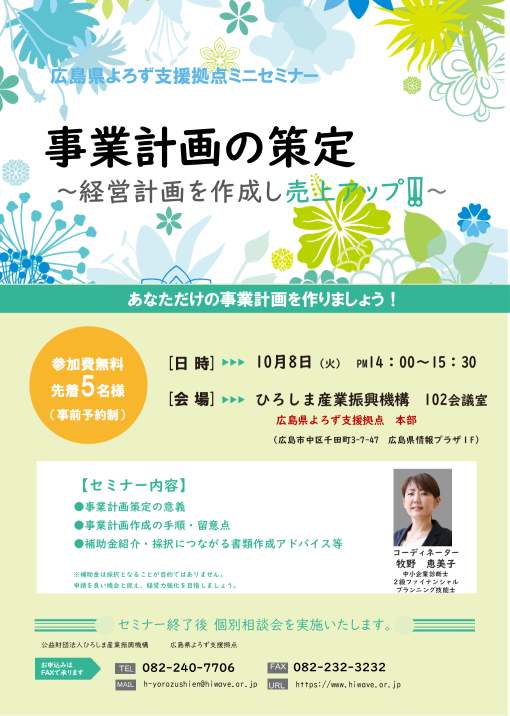 広島県よろず支援拠点ミニセミナー
事業計画の策定
～経営計画を作成し売上アップ!!～
あなただけの事業計画を作りましょう！
参加費無料
先着5名様
（事前予約制）
[日 時] ▶▶▶ 10月8日（火） PM14：00～15：30
[会 場] ▶▶▶ ひろしま産業振興機構 102会議室
広島県よろず支援拠点 本部
（広島市中区千田町3-7-47 広島県情報プラザ１F）
【セミナー内容】
●事業計画策定の意義
●事業計画作成の手順・留意点
●補助金紹介・採択につながる書類作成アドバイス等
※補助金は採択となることが目的ではありません。
申請を良い機会と捉え、経営力強化を目指しましょう。
コーディネーター
牧野 恵美子
中小企業診断士
２級ファイナンシャル
プランニング技能士
セミナー終了後 個別相談会を実施いたします。
公益財団法人ひろしま産業振興機構 広島県よろず支援拠点
お申込みは
FAXで承ります
TEL 082-240-7706 FAX 082-232-3232
MAIL h-yorozushien@hiwave.or.jp URL https://www.hiwave.or.jp